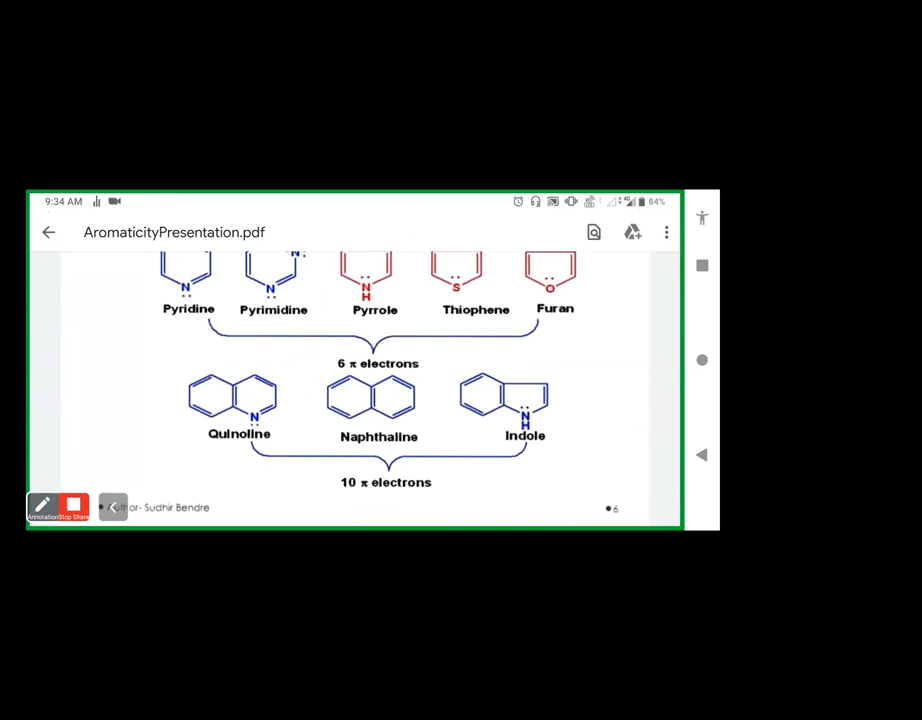 9:34 AM 84%
AromaticityPresentation.pdf
N:
N N N S O
H
Pyridine Pyrimidine Pyrrole Thiophene Furan
6 π electrons
N N
H
Quinoline Naphthaline Indole
10 π electrons
Annotation Stop Share thor- Sudhir Bendre 6